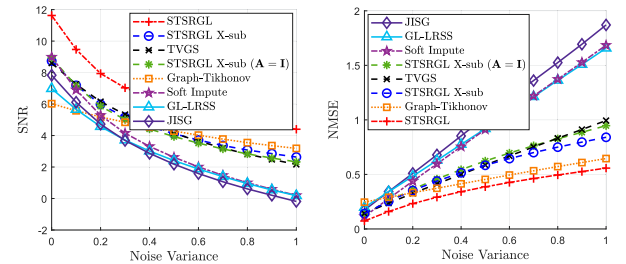 12
10
8
6
4
2
0
-2
SNR
STSRGL
STSRGL X-sub
TVGS
STSRGL X-sub (A = I)
Graph-Tikhonov
Soft Impute
GL-LRSS
JISG
0 0.2 0.4 0.6 0.8 1
Noise Variance
2
1.5
1
0.5
0
NMSE
JISG
GL-LRSS
Soft Impute
STSRGL X-sub (A = I)
TVGS
STSRGL X-sub
Graph-Tikhonov
STSRGL
0 0.2 0.4 0.6 0.8 1
Noise Variance